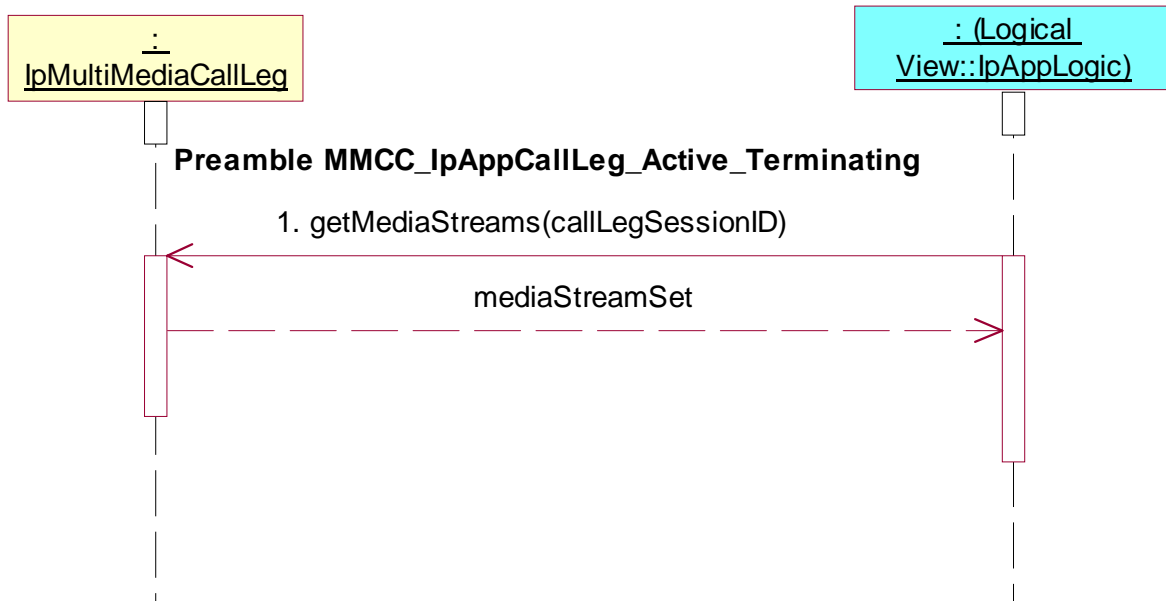 :
IpMultiMediaCallLeg
: (Logical
View::IpAppLogic)
Preamble MMCC_IpAppCallLeg_Active_Terminating
1. getMediaStreams(callLegSessionID)
mediaStreamSet